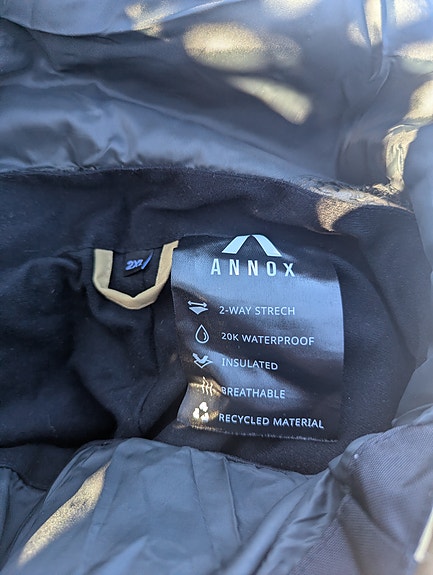 2XL
ANNOX
2-WAY STRECH
20K WATERPROOF
INSULATED
BREATHABLE
RECYCLED MATERIAL